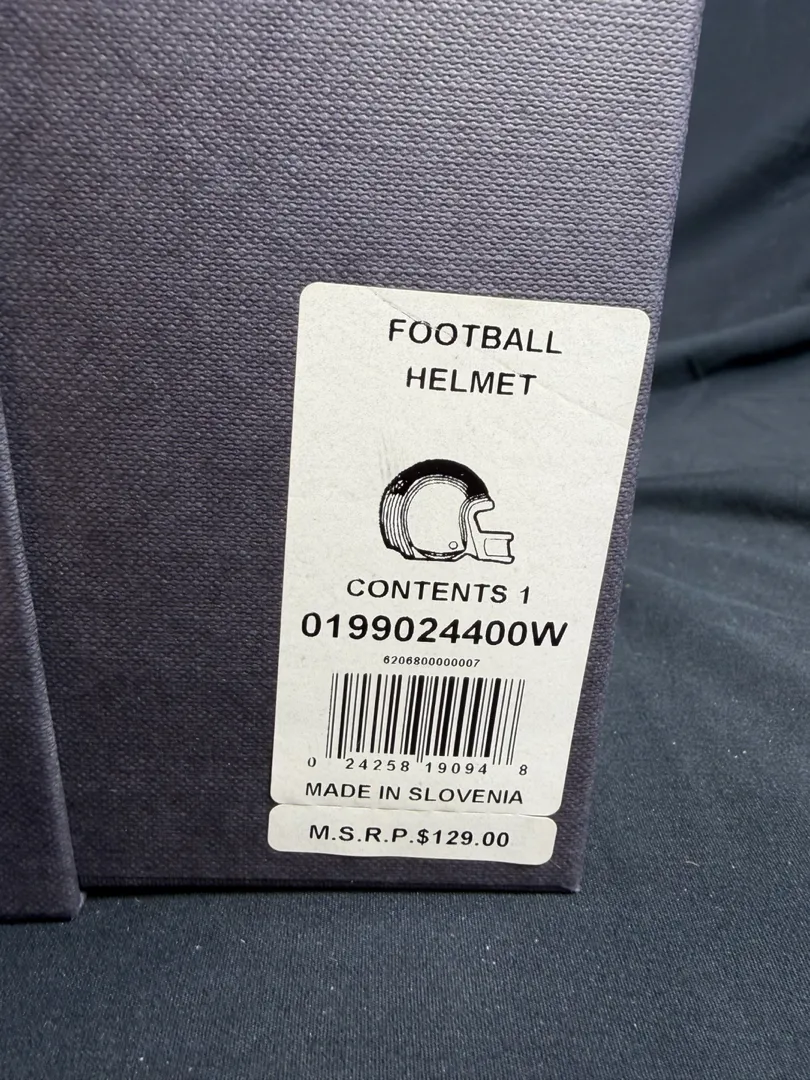 FOOTBALL
HELMET
CONTENTS 1
0199024400W
6206800000007
0 24258 19094 8
MADE IN SLOVENIA
M.S.R.P.$129.00